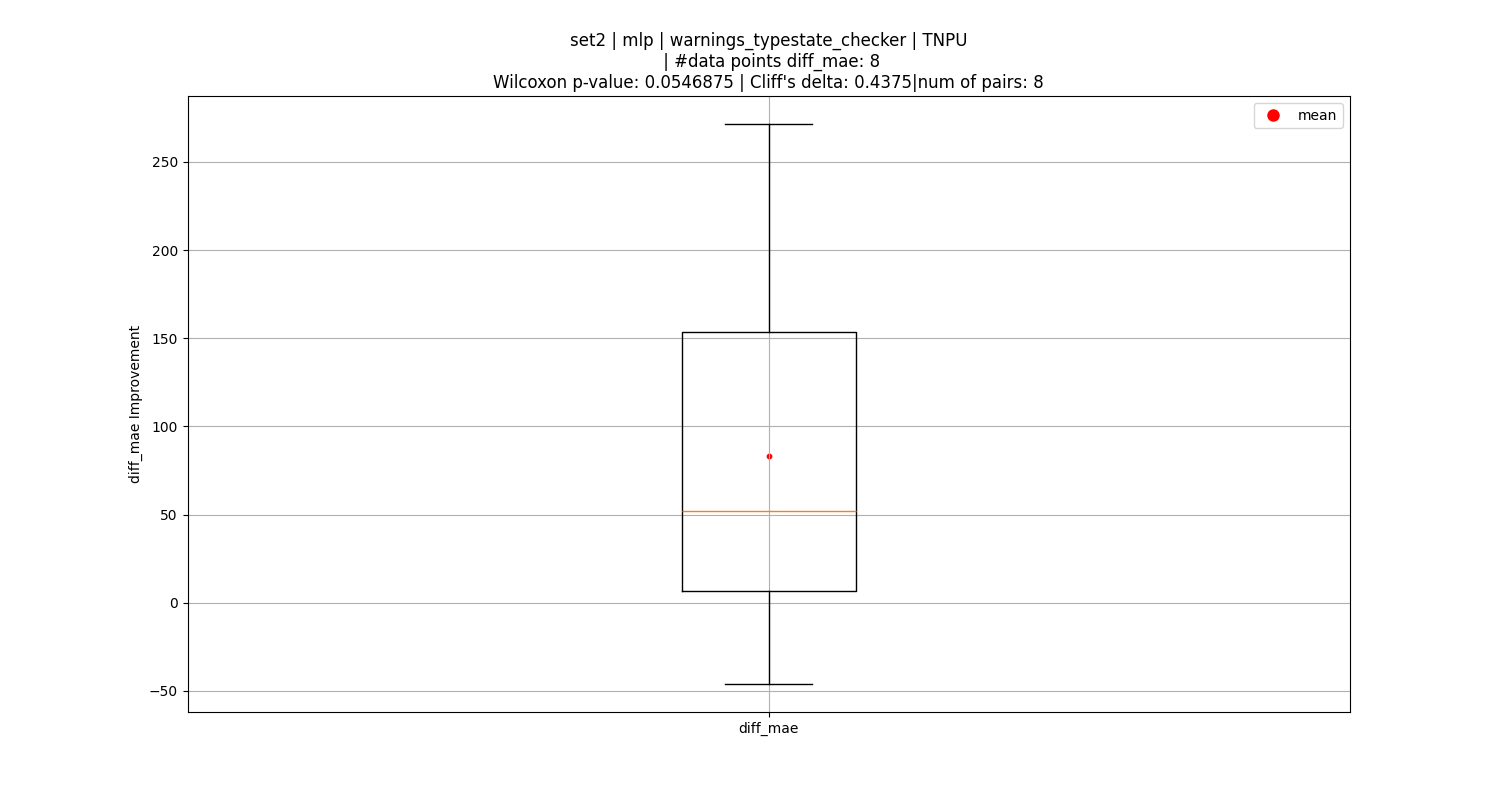 set2 | mlp | warnings_typestate_checker | TNPU
| #data points diff_mae: 8
Wilcoxon p-value: 0.0546875 | Cliff's delta: 0.4375|num of pairs: 8
mean
250
200
150
100
50
0
−50
diff_mae Improvement
diff_mae